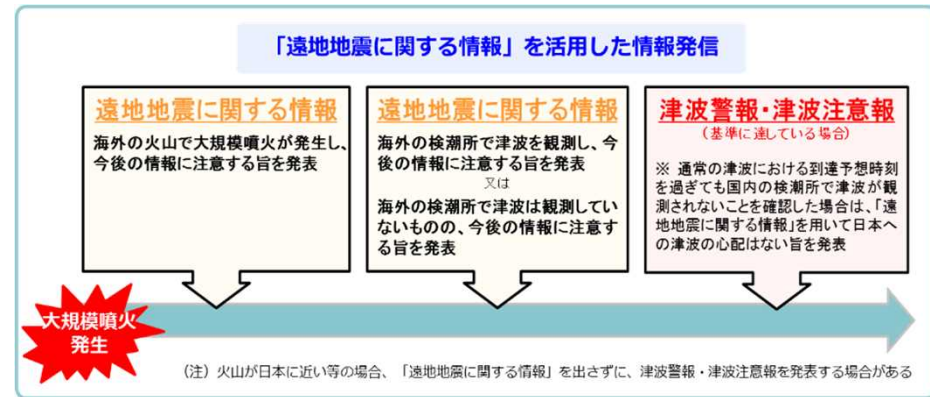 「遠地地震に関する情報」を活用した情報発信
遠地地震に関する情報
海外の火山で大規模噴火が発生し、
今後の情報に注意する旨を発表
遠地地震に関する情報
海外の検潮所で津波を観測し、今
後の情報に注意する旨を発表
又は
海外の検潮所で津波は観測してい
ないものの、今後の情報に注意す
る旨を発表
津波警報・津波注意報
(基準に達している場合)
※ 通常の津波における到達予想時刻
を過ぎても国内の検潮所で津波が観
測されないことを確認した場合は、「遠
地地震に関する情報」を用いて日本へ
の津波の心配はない旨を発表
大規模噴火
発生
(注)火山が日本に近い等の場合、「遠地地震に関する情報」を出さずに、津波警報・津波注意報を発表する場合がある